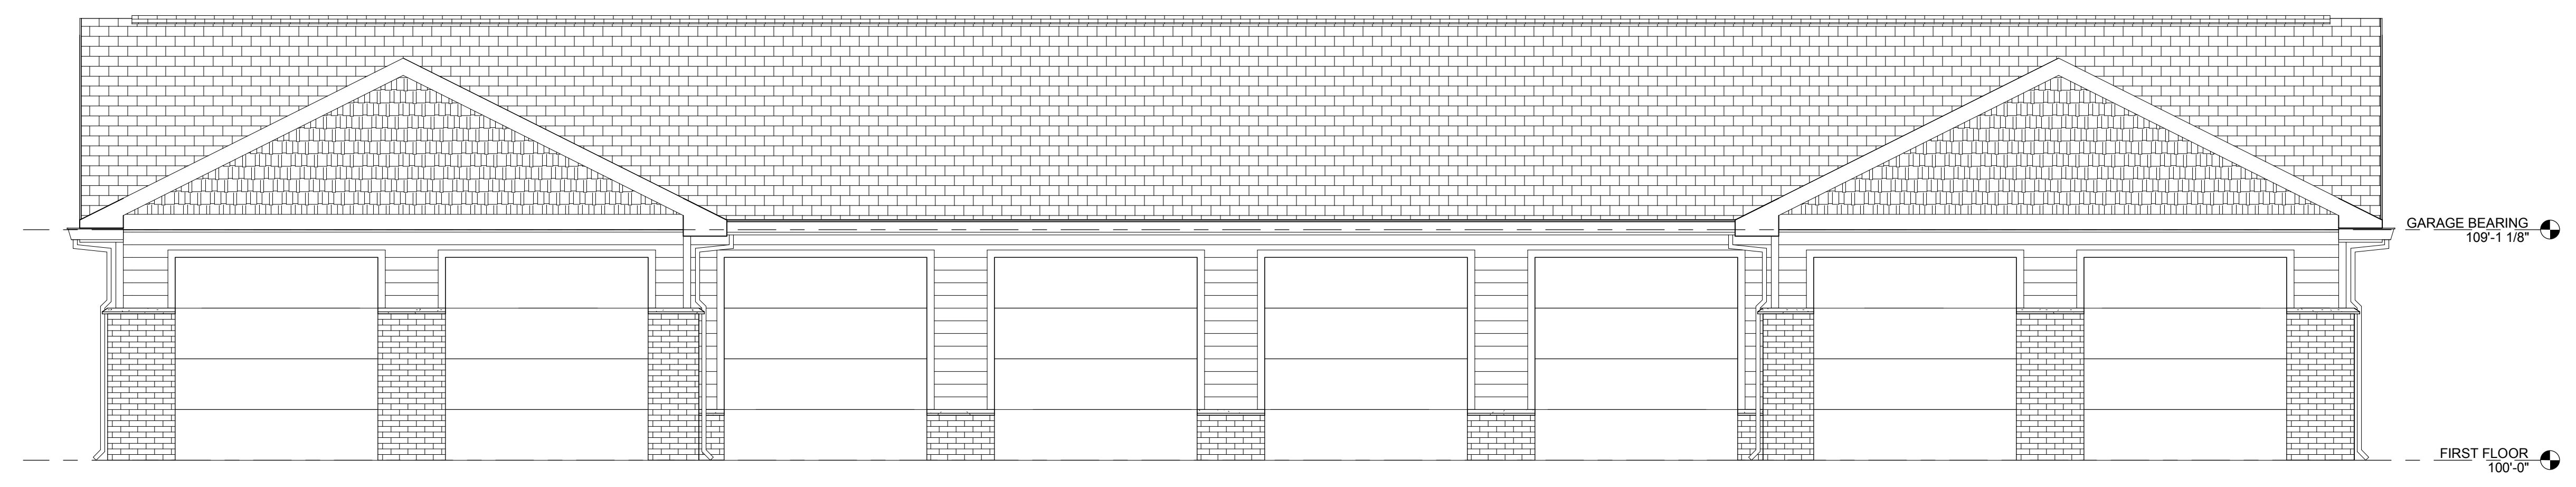 GARAGE BEARING
109'-1 1/8"
FIRST FLOOR
100'-0"